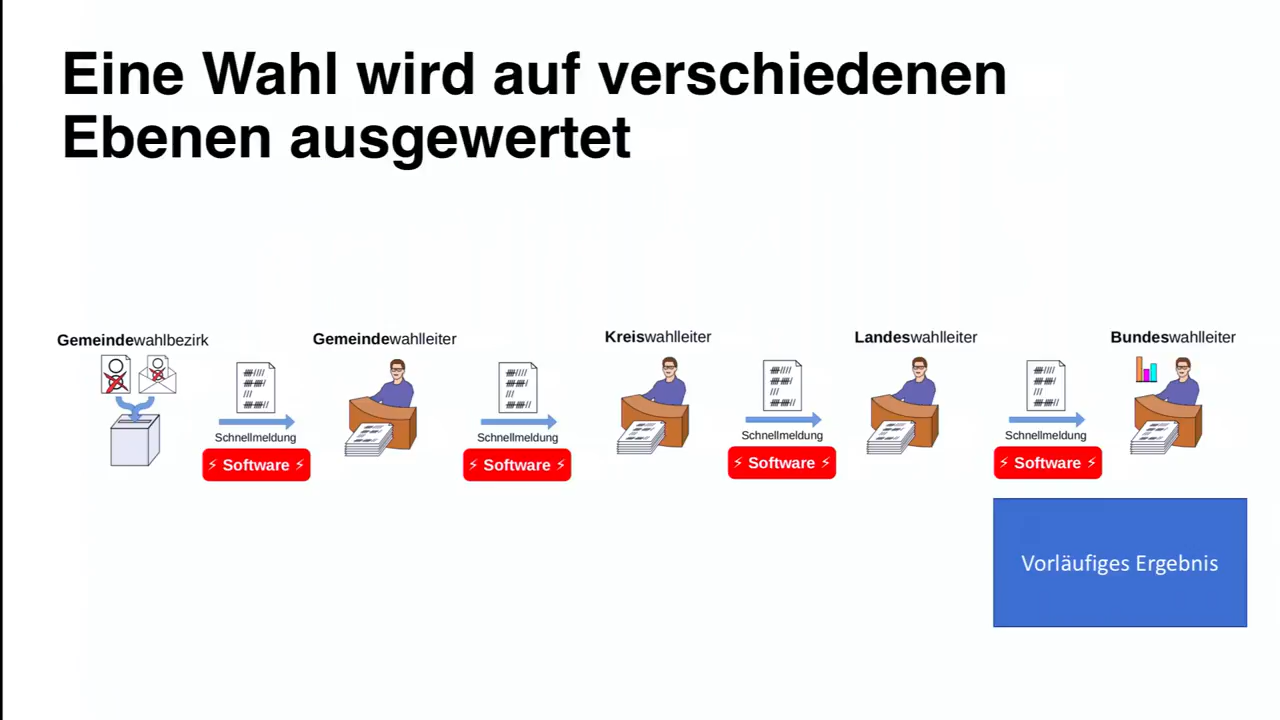 Eine Wahl wird auf verschiedenen
Ebenen ausgewertet
Gemeindewahlbezirk
Gemeindewahlleiter
Kreiswahlleiter
Landeswahlleiter
Bundeswahlleiter
Schnellmeldung
Schnellmeldung
Schnellmeldung
Schnellmeldung
⚡ Software ⚡
⚡ Software ⚡
⚡ Software ⚡
⚡ Software ⚡
Vorläufiges Ergebnis